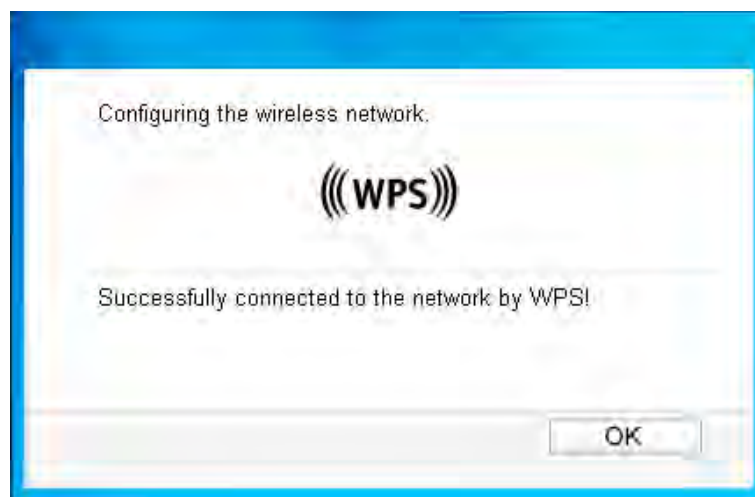 Configuring the wireless network.
WPS
Successfully connected to the network by WPS!
OK